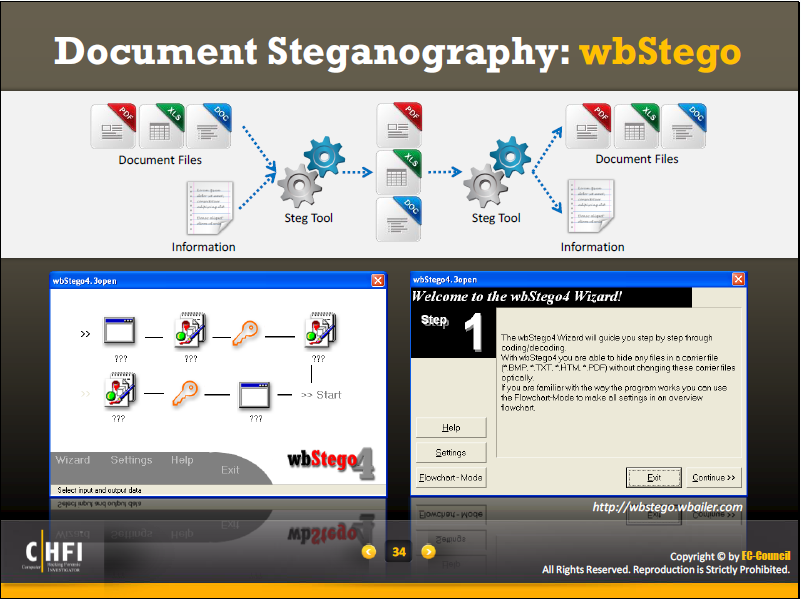 Document Steganography: wbStego
PDF XLS DOC
Document Files
Information
Steg Tool
PDF
XLS
DOC
Steg Tool
PDF XLS DOC
Document Files
Information
wbStego4.3open
>>
??? ??? ???
>>
>> Start
??? ???
Wizard Settings Help Exit
wbStego4
Select input and output data
wbStego4.3open
Welcome to the wbStego4 Wizard!
Step 1
The wbStego4 Wizard will guide you step by step through
coding/decoding.
With wbStego4 you are able to hide any files in a carrier file
(*.BMP, *.TXT, *.HTM, *.PDF) without changing these carrier files
optically.
If you are familiar with the way the program works you can use
the Flowchart-Mode to make all settings in an overview
flowchart.
Help
Settings
Flowchart-Mode
Exit Continue >>
http://wbstego.wbailer.com
CHFI
Computer Hacking Forensic
INVESTIGATOR
34
Copyright © by EC-Council
All Rights Reserved. Reproduction is Strictly Prohibited.